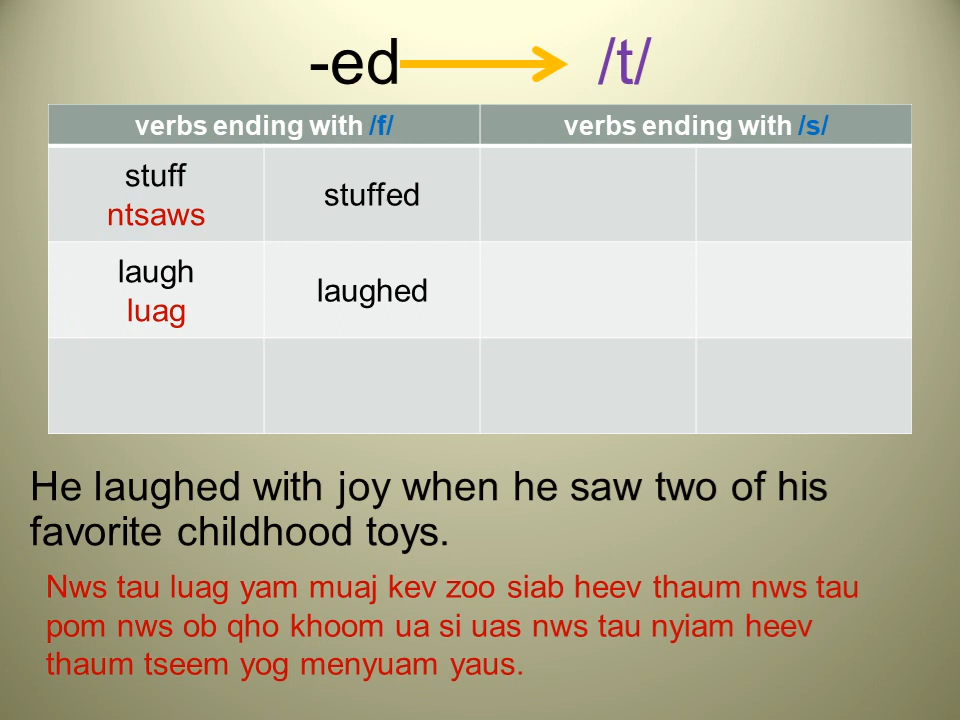 -ed /t/
verbs ending with /f/ verbs ending with /s/
stuff
ntsaws
stuffed
laugh
luag
laughed
He laughed with joy when he saw two of his
favorite childhood toys.
Nws tau luag yam muaj kev zoo siab heev thaum nws tau
pom nws ob qho khoom ua si uas nws tau nyiam heev
thaum tseem yog menyuam yaus.